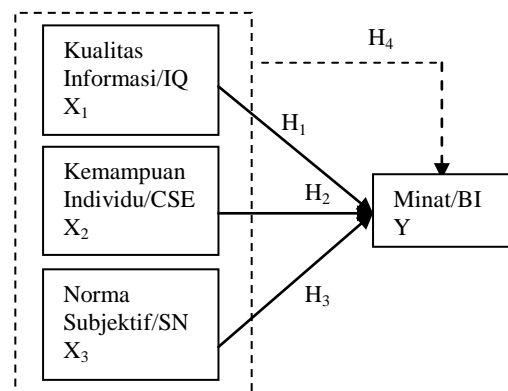 Kualitas
Informasi/IQ
X1
H4
H1
Kemampuan
Individu/CSE
X2
H2
Minat/BI
Y
H3
Norma
Subjektif/SN
X3